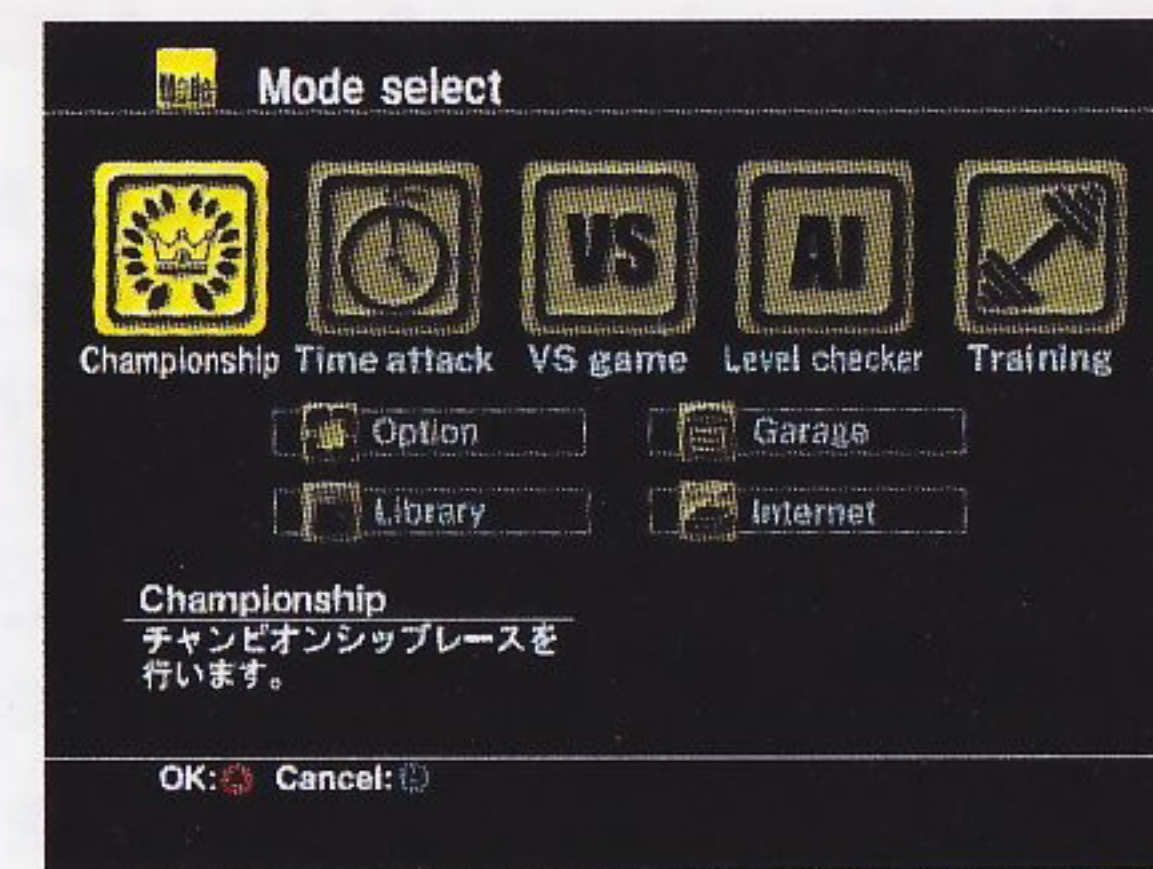 Mode
Mode select
VS
AI
Championship Time attack VS game Level checker Training
Option Garage
Library Internet
Championship
チャンピオンシップレースを
行います。
OK: Cancel: